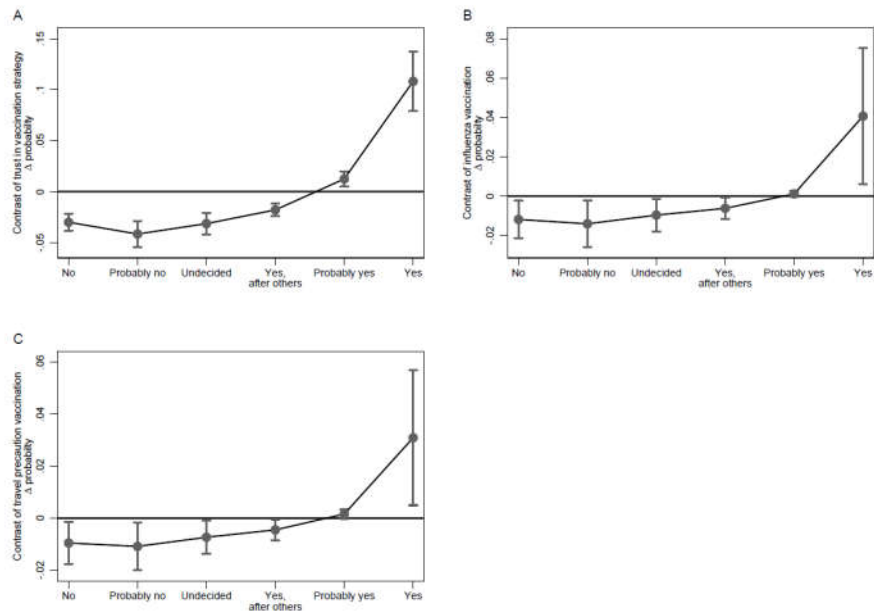 A
Contrast of trust in vaccination strategy
Δ probability
.15
.1
.05
0
-.05
No
Probably no
Undecided
Yes,
after others
Probably yes
Yes
B
Contrast of influenza vaccination
Δ probability
.08
.06
.04
.02
0
-.02
No
Probably no
Undecided
Yes,
after others
Probably yes
Yes
C
Contrast of travel precaution vaccination
Δ probability
.06
.04
.02
0
-.02
No
Probably no
Undecided
Yes,
after others
Probably yes
Yes